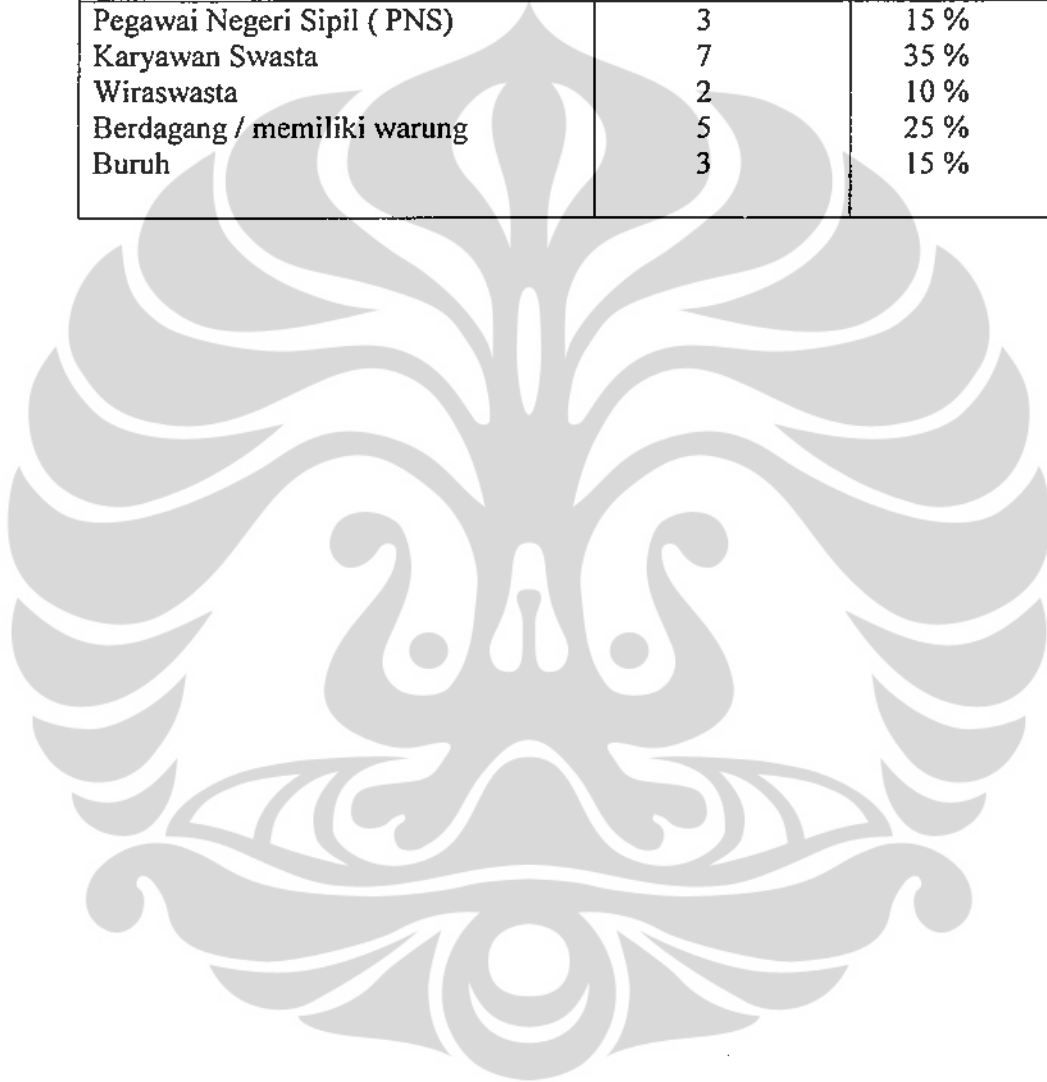 Pegawai Negeri Sipil ( PNS) 3 15 %
Karyawan Swasta 7 35 %
Wiraswasta 2 10 %
Berdagang / memiliki warung 5 25 %
Buruh 3 15 %